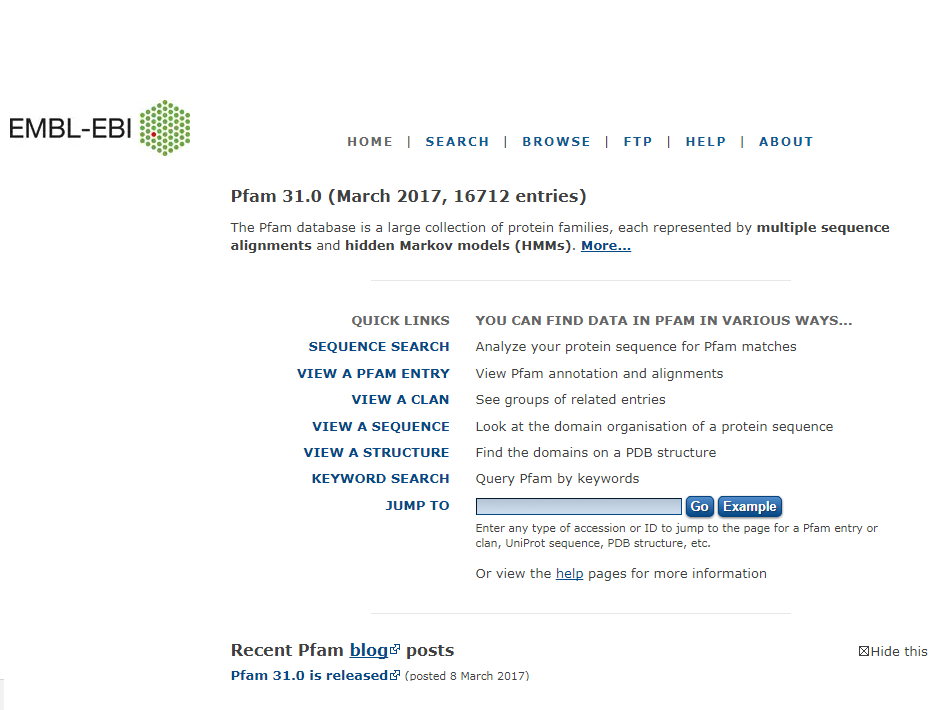 EMBL-EBI
HOME | SEARCH | BROWSE | FTP | HELP | ABOUT
Pfam 31.0 (March 2017, 16712 entries)
The Pfam database is a large collection of protein families, each represented by multiple sequence
alignments and hidden Markov models (HMMs). More...
QUICK LINKS YOU CAN FIND DATA IN PFAM IN VARIOUS WAYS...
SEQUENCE SEARCH Analyze your protein sequence for Pfam matches
VIEW A PFAM ENTRY View Pfam annotation and alignments
VIEW A CLAN See groups of related entries
VIEW A SEQUENCE Look at the domain organisation of a protein sequence
VIEW A STRUCTURE Find the domains on a PDB structure
KEYWORD SEARCH Query Pfam by keywords
JUMP TO Go Example
Enter any type of accession or ID to jump to the page for a Pfam entry or
clan, UniProt sequence, PDB structure, etc.
Or view the help pages for more information
Recent Pfam blog posts Hide this
Pfam 31.0 is released (posted 8 March 2017)